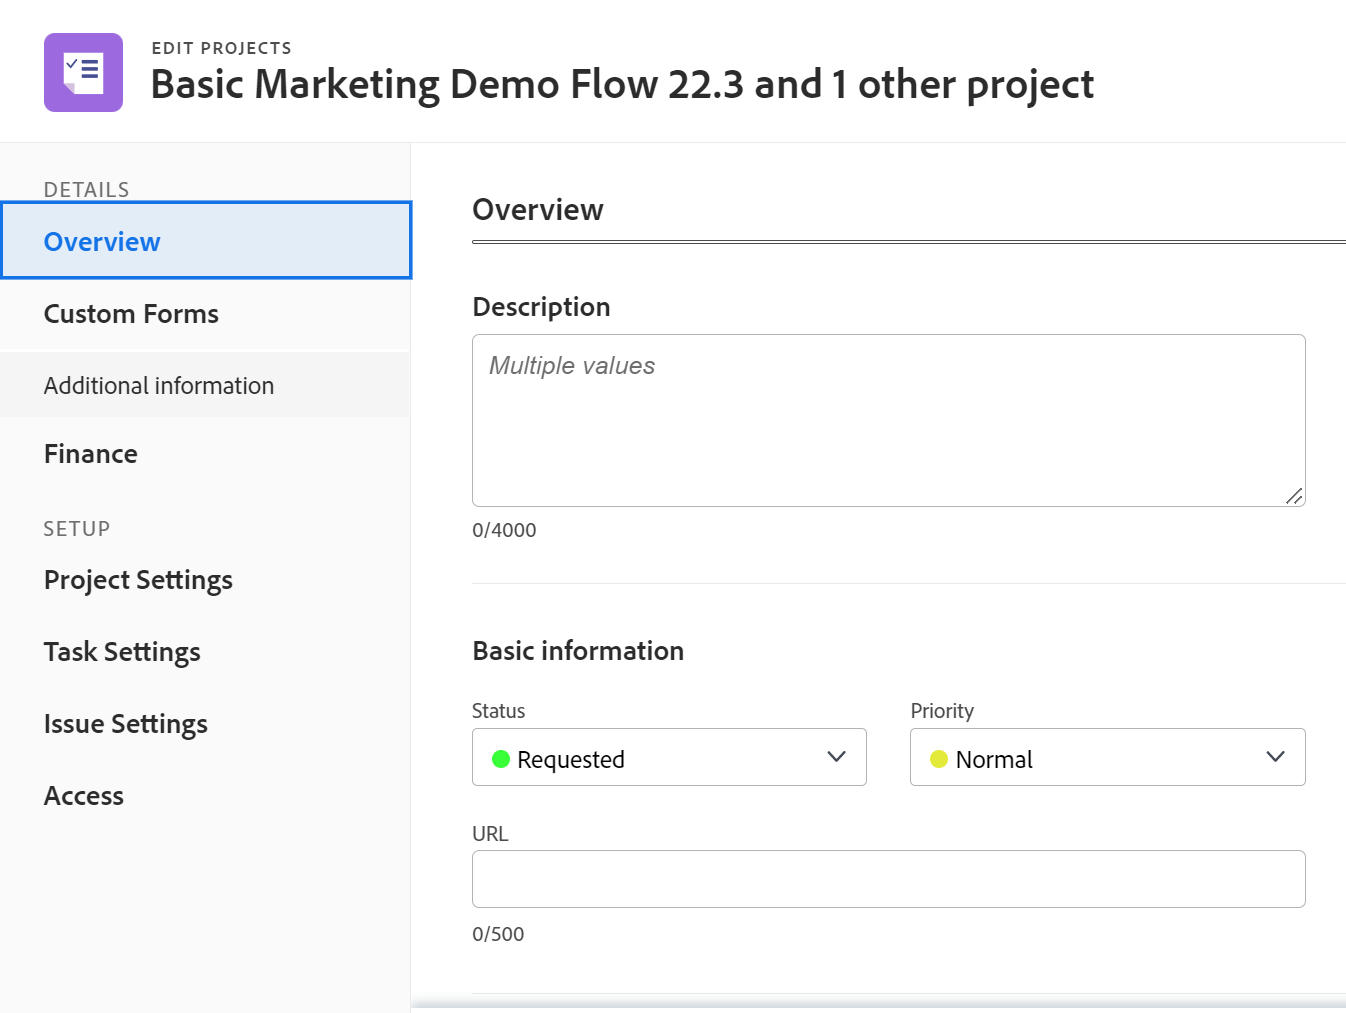 EDIT PROJECTS
Basic Marketing Demo Flow 22.3 and 1 other project
DETAILS
Overview
Custom Forms
Additional information
Finance
SETUP
Project Settings
Task Settings
Issue Settings
Access
Overview
Description
Multiple values
0/4000
Basic information
Status
Priority
Requested
Normal
URL
0/500